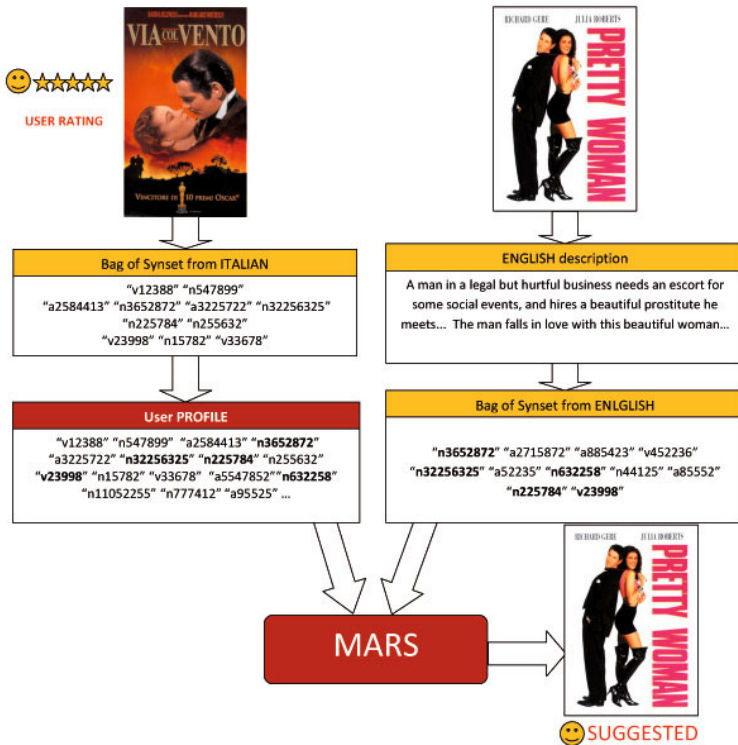 VIA COL VENTO
VINCITORI DI 10 PREMI OSCAR
USER RATING
RICHARD GERE JULIA ROBERTS
PRETTY WOMAN
Bag of Synset from ITALIAN
"v12388" "n547899"
"a2584413" "n3652872" "a3225722" "n32256325"
"n225784" "n255632"
"v23998" "n15782" "v33678"
ENGLISH description
A man in a legal but hurtful business needs an escort for
some social events, and hires a beautiful prostitute he
meets... The man falls in love with this beautiful woman...
User PROFILE
"v12388" "n547899" "a2584413" "n3652872"
"a3225722" "n32256325" "n225784" "n255632"
"v23998" "n15782" "v33678" "a5547852""n632258"
"n11052255" "n777412" "a95525" ...
Bag of Synset from ENLGLISH
"n3652872" "a2715872" "a885423" "v452236"
"n32256325" "a52235" "n632258" "n44125" "a85552"
"n225784" "v23998"
MARS
RICHARD GERE JULIA ROBERTS
PRETTY WOMAN
SUGGESTED